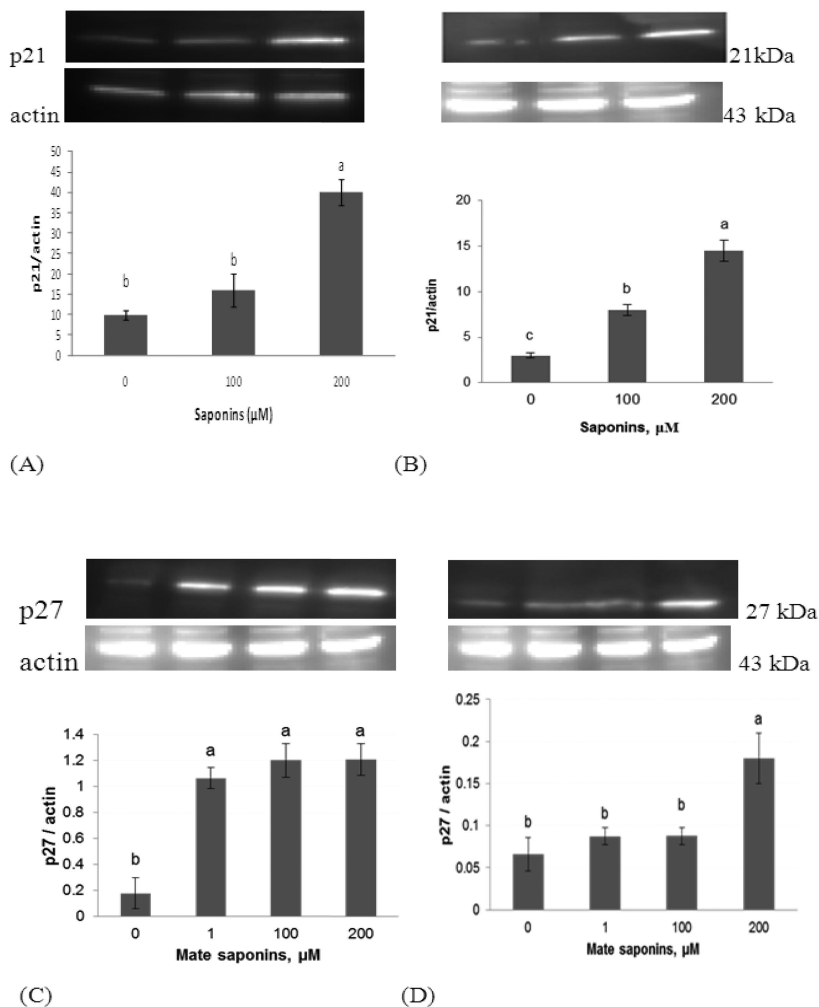 p21
actin
21kDa
43 kDa
50
45
40
35
30
25
20
15
10
5
0
p21/actin
b
b
a
0
100
200
Saponins (μM)
20
15
10
5
0
p21/actin
c
b
a
0
100
200
Saponins, μM
(A)
(B)
p27
actin
27 kDa
43 kDa
1.4
1.2
1
0.8
0.6
0.4
0.2
0
p27 / actin
b
a
a
a
0
1
100
200
Mate saponins, μM
0.25
0.2
0.15
0.1
0.05
0
p27 / actin
b
b
b
a
0
1
100
200
Mate saponins, μM
(C)
(D)